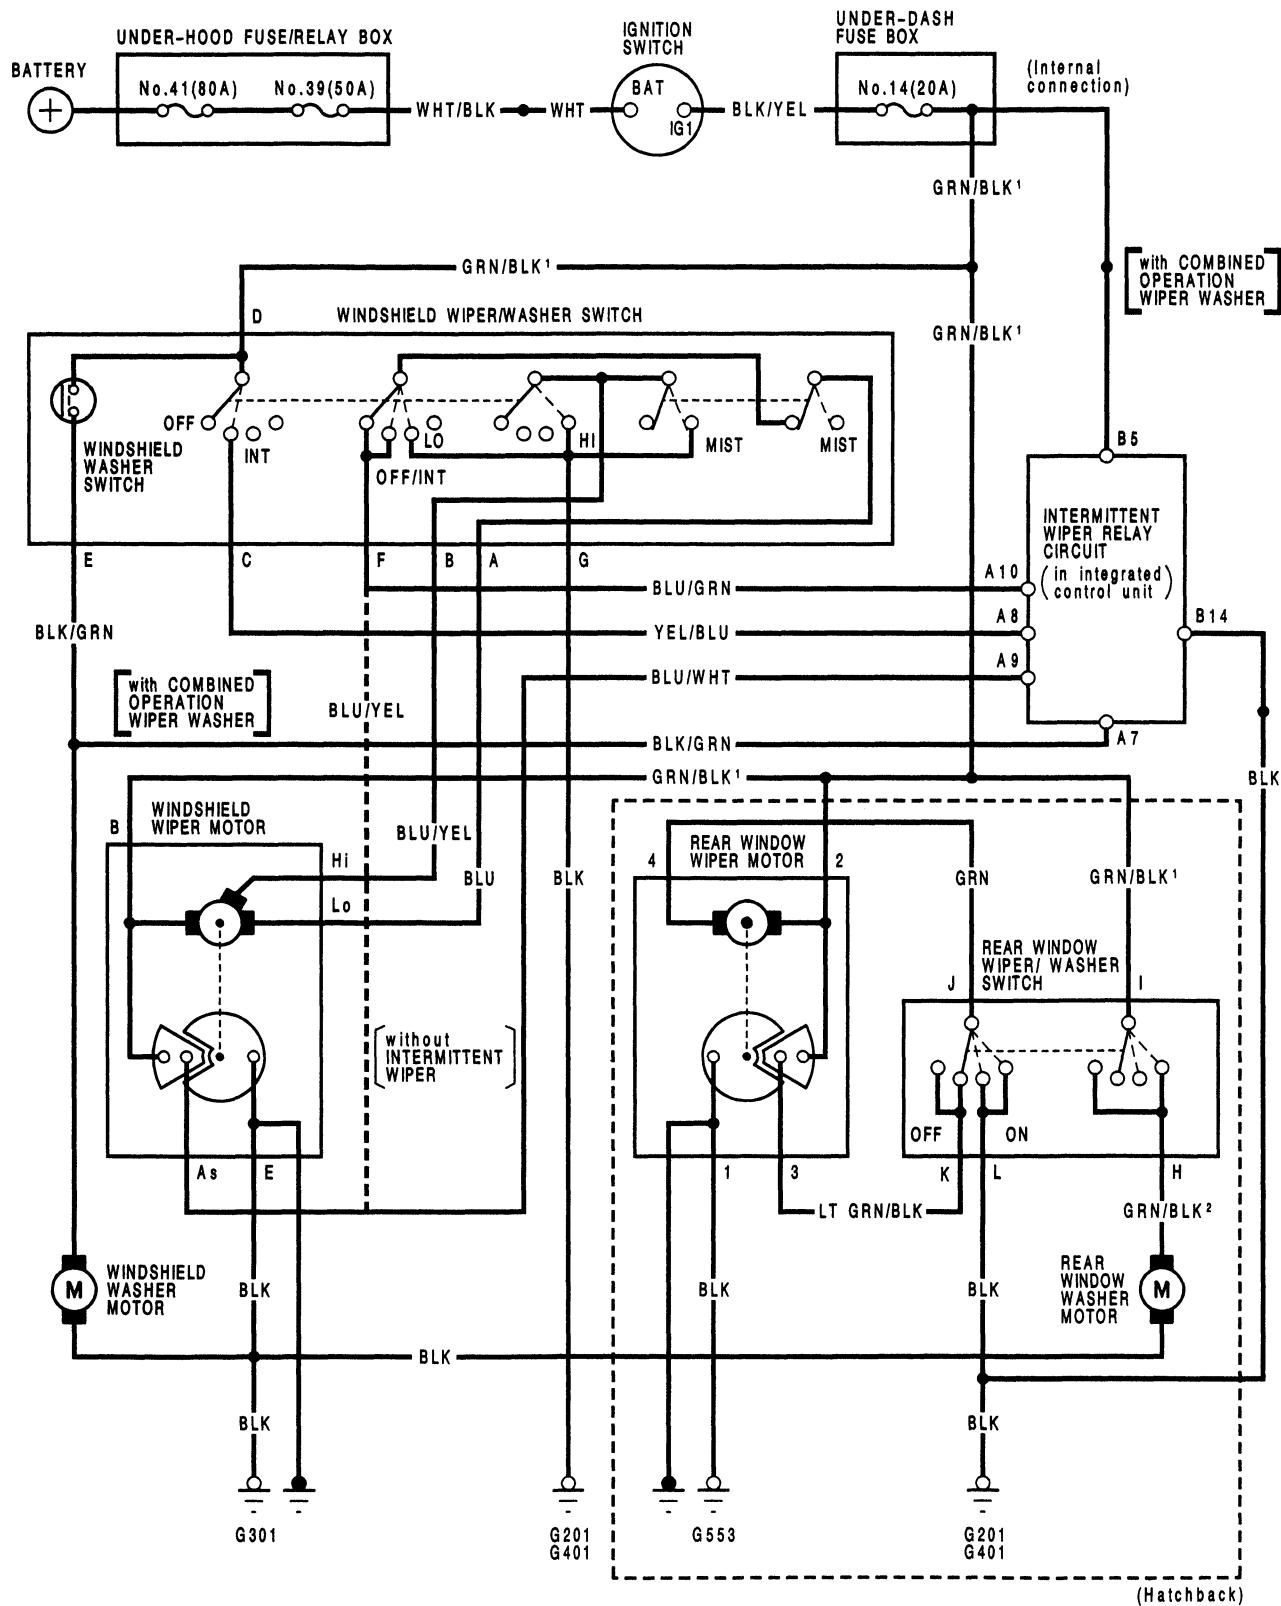 UNDER-HOOD FUSE/RELAY BOX
BATTERY
No.41(80A)
No.39(50A)
WHT/BLK
WHT
IGNITION
SWITCH
BAT
IG1
BLK/YEL
UNDER-DASH
FUSE BOX
No.14(20A)
(Internal
connection)
GRN/BLK¹
GRN/BLK¹
with COMBINED
OPERATION
WIPER WASHER
D
WINDSHIELD WIPER/WASHER SWITCH
GRN/BLK¹
OFF
INT
WINDSHIELD
WASHER
SWITCH
LO
OFF/INT
HI
MIST
MIST
B5
INTERMITTENT
WIPER RELAY
CIRCUIT
(in integrated
control unit)
E
C
F
B
A
G
A10
BLU/GRN
A8
YEL/BLU
B14
A9
BLU/WHT
BLK/GRN
with COMBINED
OPERATION
WIPER WASHER
BLU/YEL
BLK/GRN
A7
GRN/BLK¹
BLK
WINDSHIELD
WIPER MOTOR
B
BLU/YEL
Hi
Lo
BLU
BLK
REAR WINDOW
WIPER MOTOR
4
2
GRN
GRN/BLK¹
REAR WINDOW
WIPER/ WASHER
SWITCH
J
I
without
INTERMITTENT
WIPER
OFF
ON
As
E
1
3
K
L
H
LT GRN/BLK
GRN/BLK²
WINDSHIELD
WASHER
MOTOR
M
BLK
BLK
BLK
REAR
WINDOW
WASHER
MOTOR
M
BLK
BLK
BLK
G301
G201
G401
G553
G201
G401
(Hatchback)